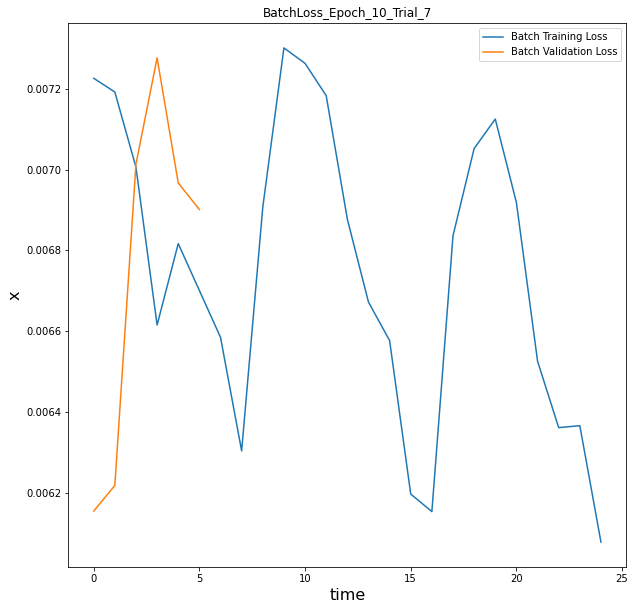 BatchLoss_Epoch_10_Trial_7
Batch Training Loss
Batch Validation Loss
0.0072
0.0070
0.0068
0.0066
0.0064
0.0062
x
0
5
10
15
20
25
time